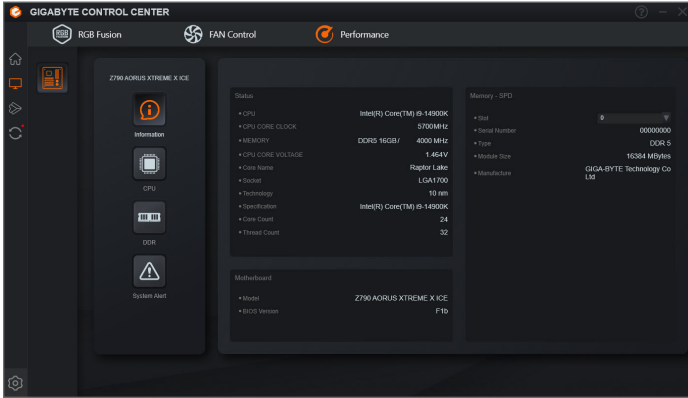 GIGABYTE CONTROL CENTER
RGB Fusion
FAN Control
Performance
Z790 AORUS XTREME X ICE
Information
CPU
DDR
System Alert
Status
CPU Intel(R) Core(TM) i9-14900K
CPU CORE CLOCK 5700MHz
MEMORY DDR5 16GB / 4000 MHz
CPU CORE VOLTAGE 1.464V
Core Name Raptor Lake
Socket LGA1700
Technology 10 nm
Specification Intel(R) Core(TM) i9-14900K
Core Count 24
Thread Count 32
Motherboard
Model Z790 AORUS XTREME X ICE
BIOS Version F1b
Memory - SPD
Slot 0
Serial Number 00000000
Type DDR 5
Module Size 16384 MBytes
Manufacture GIGA-BYTE Technology Co
Ltd